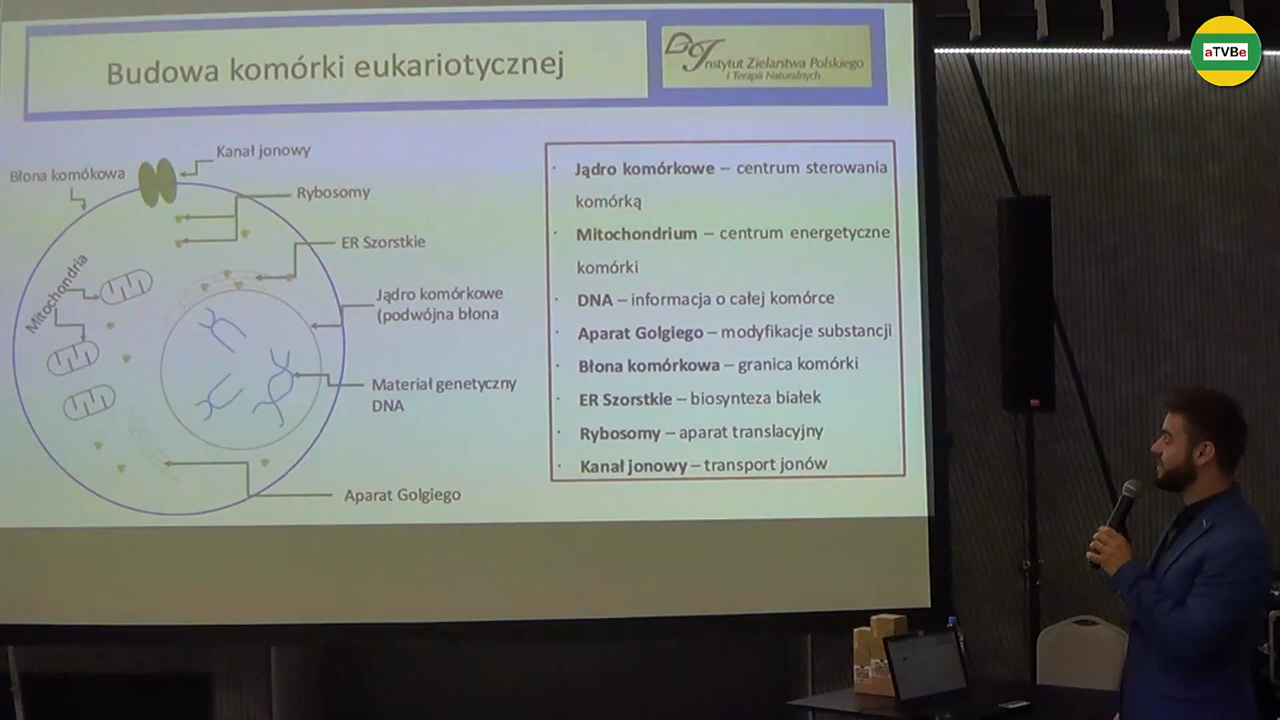 aTVBe
Budowa komórki eukariotycznej
Instytut Zielarstwa Polskiego
i Terapii Naturalnych
Kanał jonowy
Błona komókowa
Rybosomy
ER Szorstkie
Mitochondria
Jądro komórkowe
(podwójna błona
Materiał genetyczny
DNA
Aparat Golgiego
· Jądro komórkowe – centrum sterowania
komórką
· Mitochondrium – centrum energetyczne
komórki
· DNA – informacja o całej komórce
· Aparat Golgiego – modyfikacje substancji
· Błona komórkowa – granica komórki
· ER Szorstkie – biosynteza białek
· Rybosomy – aparat translacyjny
· Kanał jonowy – transport jonów